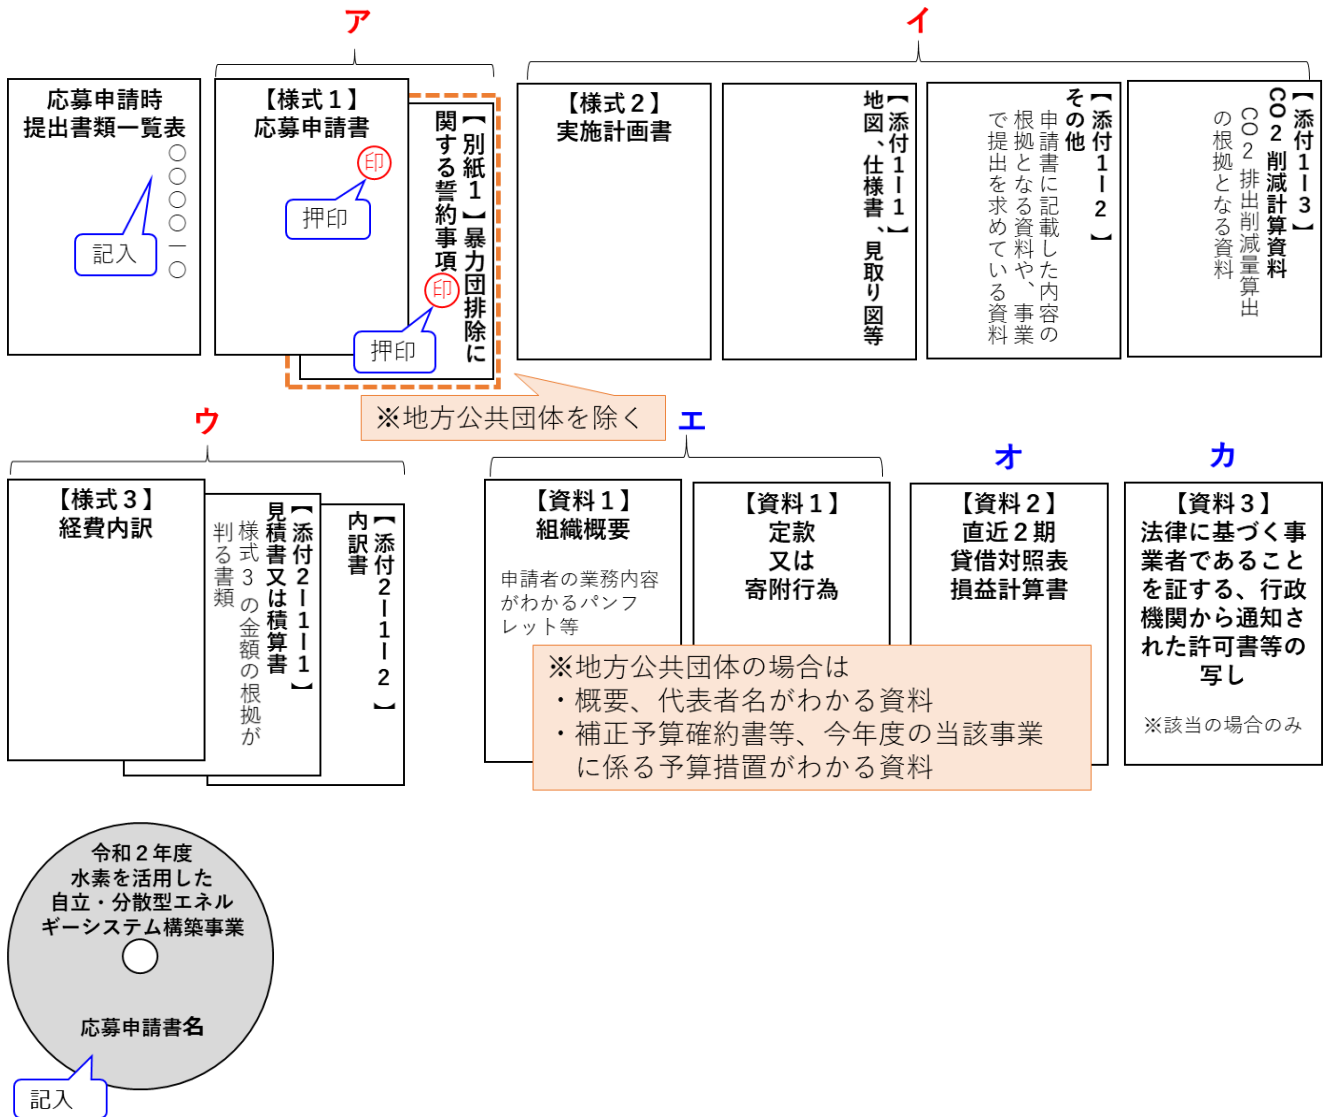 ア
イ
応募申請時
提出書類一覧表
○
○
○
○
―
○
記入
【様式１】
応募申請書
印
押印
【別紙１】暴力団排除に
関する誓約事項
印
押印
※地方公共団体を除く
【様式２】
実施計画書
【添付1ー1】
地図、仕様書、見取り図等
【添付1ー2】
その他
申請書に記載した内容の
根拠となる資料や、事業
で提出を求めている資料
【添付1ー3】
CO2削減計算資料
CO2排出削減量算出
の根拠となる資料
ウ
【様式３】
経費内訳
【添付2ー1ー1】
見積書又は積算書
様式３の金額の根拠が
判る書類
【添付2ー1ー2】
内訳書
エ
【資料１】
組織概要
申請者の業務内容
がわかるパンフ
レット等
【資料１】
定款
又は
寄附行為
オ
【資料２】
直近２期
貸借対照表
損益計算書
カ
【資料３】
法律に基づく事
業者であること
を証する、行政
機関から通知さ
れた許可書等の
写し
※該当の場合のみ
※地方公共団体の場合は
・概要、代表者名がわかる資料
・補正予算確約書等、今年度の当該事業
に係る予算措置がわかる資料
令和２年度
水素を活用した
自立・分散型エネル
ギーシステム構築事業
応募申請書名
記入